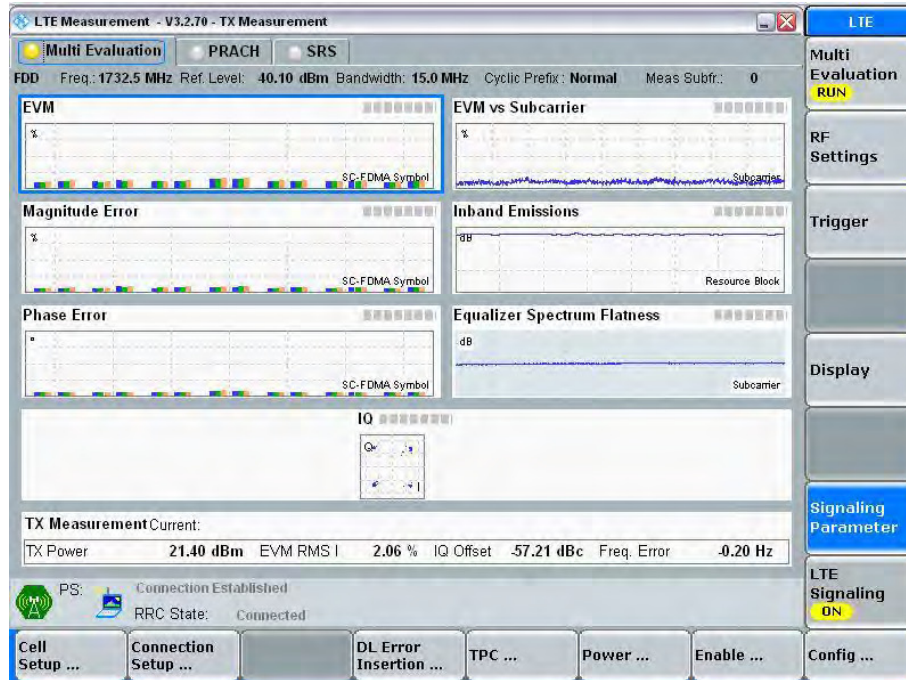 LTE Measurement - V3.2.70 - TX Measurement
LTE
Multi Evaluation PRACH SRS
Multi
Evaluation
RUN
FDD Freq.: 1732.5 MHz Ref. Level: 40.10 dBm Bandwidth: 15.0 MHz Cyclic Prefix : Normal Meas Subfr.: 0
EVM
%
SC-FDMA Symbol
EVM vs Subcarrier
%
Subcarrier
RF
Settings
Magnitude Error
%
SC-FDMA Symbol
Inband Emissions
dB
Resource Block
Trigger
Phase Error
°
SC-FDMA Symbol
Equalizer Spectrum Flatness
dB
Subcarrier
Display
IQ
Q
I
Signaling
Parameter
TX Measurement Current:
TX Power 21.40 dBm EVM RMS l 2.06 % IQ Offset -57.21 dBc Freq. Error -0.20 Hz
LTE
Signaling
ON
PS: Connection Established
RRC State: Connected
Cell
Setup ...
Connection
Setup ...
DL Error
Insertion ...
TPC ...
Power ...
Enable ...
Config ...